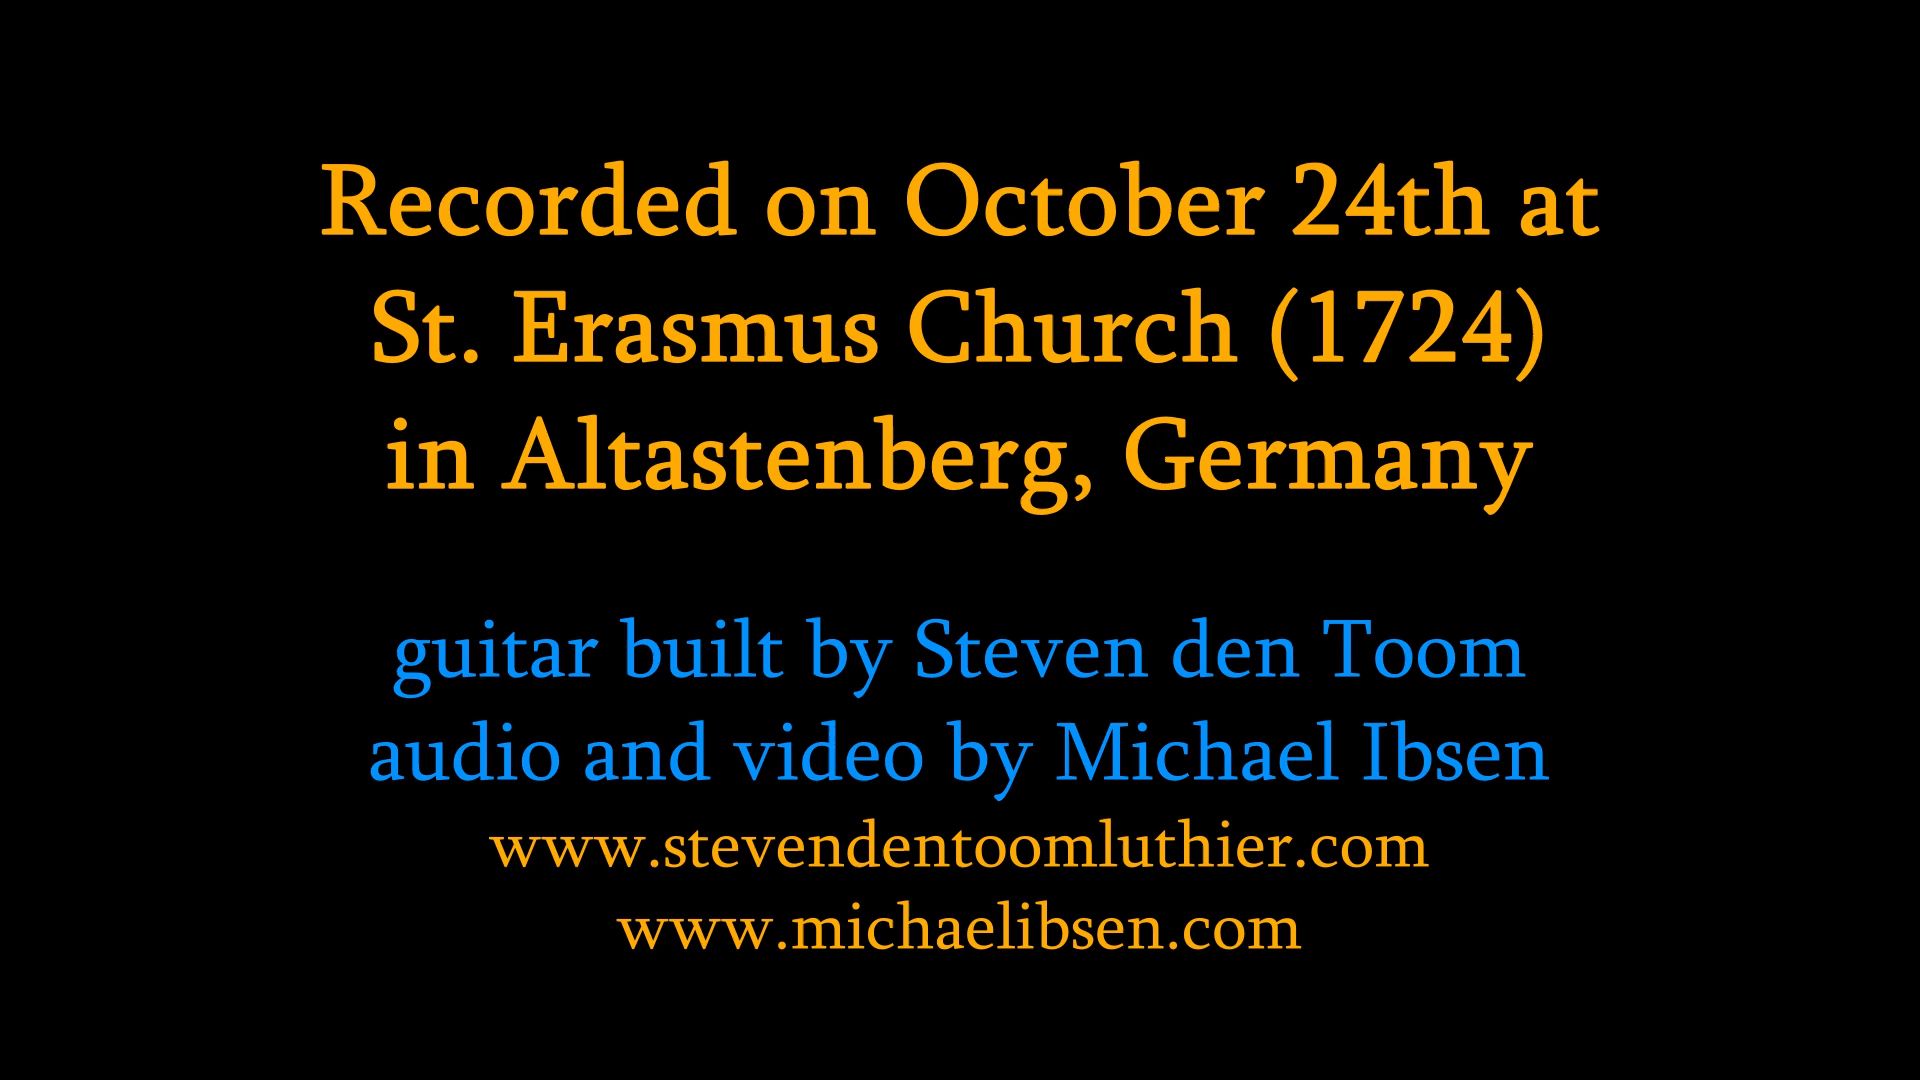 Recorded on October 24th at
St. Erasmus Church (1724)
in Altastenberg, Germany
guitar built by Steven den Toom
audio and video by Michael Ibsen
www.stevendentoomluthier.com
www.michaelibsen.com